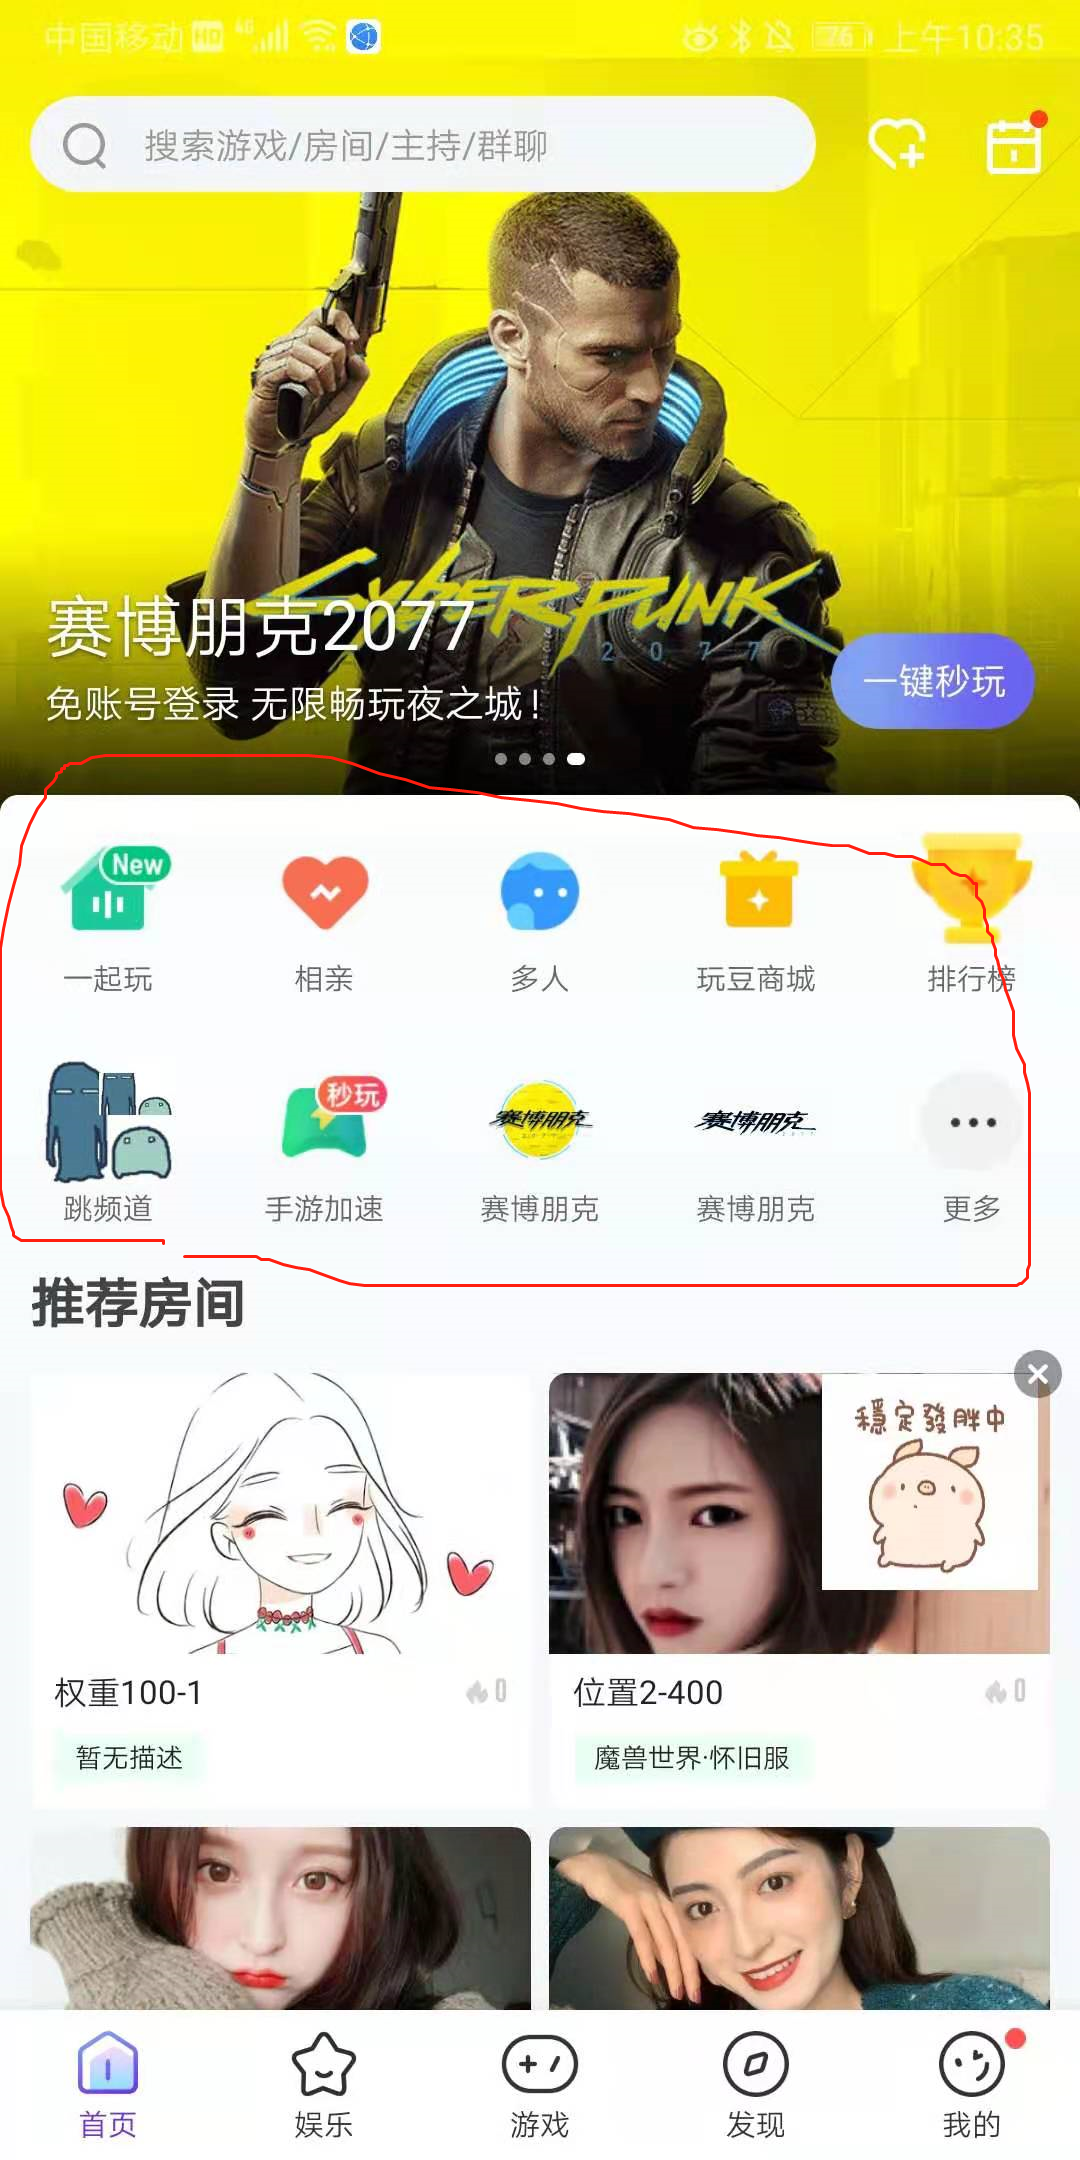 中国移动 HD 4G 76 上午10:35
搜索游戏/房间/主持/群聊
CYBERPUNK
2077
赛博朋克2077
免账号登录 无限畅玩夜之城!
一键秒玩
New
一起玩 相亲 多人 玩豆商城 排行榜
秒玩 赛博朋克 赛博朋克
跳频道 手游加速 赛博朋克 赛博朋克 更多
推荐房间
穩定發胖中
权重100-1 0 位置2-400 0
暂无描述 魔兽世界·怀旧服
首页 娱乐 游戏 发现 我的